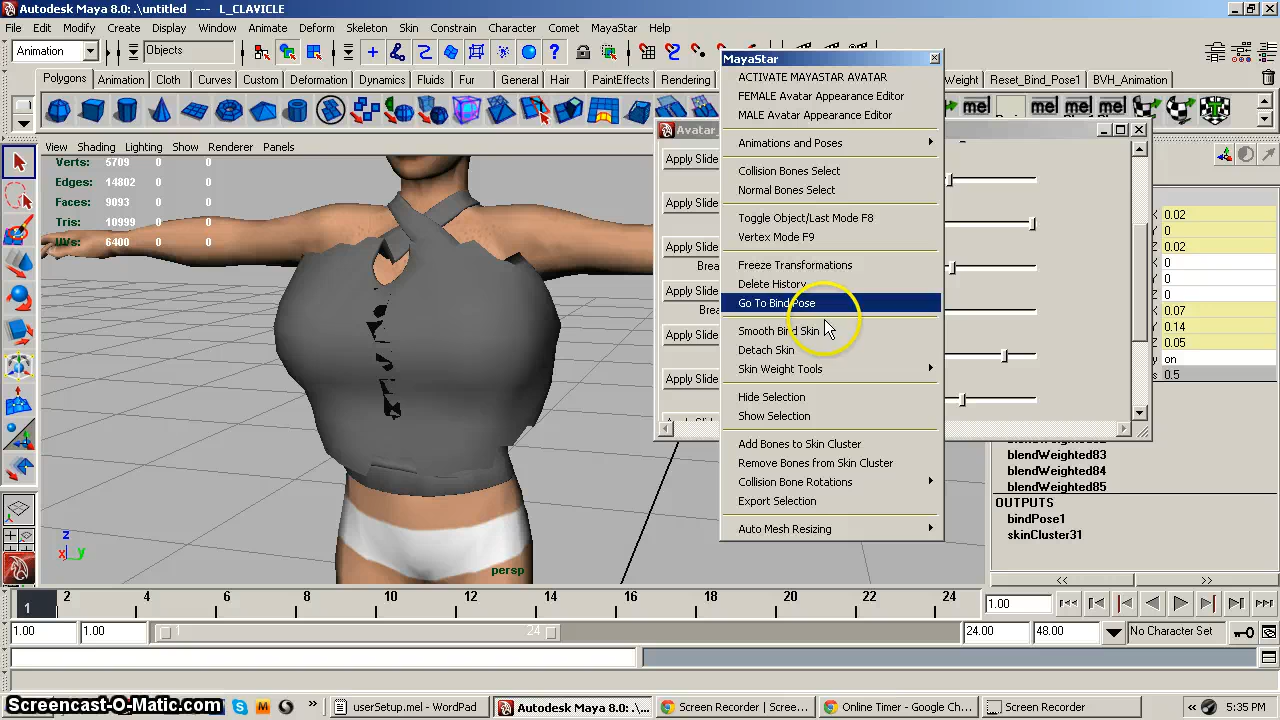 Autodesk Maya 8.0: .\untitled --- L_CLAVICLE
File Edit Modify Create Display Window Assets Animate Deform Skeleton Skin Constrain Character Comet MayaStar Help
Animation
Objects
Polygons Animation Cloth Curves Custom Deformation Dynamics Fluids Fur General Hair PaintEffects Rendering
Weight Reset_Bind_Pose1 BVH_Animation
mel mel mel mel
View Shading Lighting Show Renderer Panels
Verts: 5709 0 0
Edges: 14802 0 0
Faces: 9093 0 0
Tris: 10999 0 0
UVs: 6400 0 0
Avatar_
Apply Slide
Apply Slide
Apply Slide
Brea
Apply Slide
Brea
Apply Slide
Apply Slide
MayaStar
ACTIVATE MAYASTAR AVATAR
FEMALE Avatar Appearance Editor
MALE Avatar Appearance Editor
Animations and Poses
Collision Bones Select
Normal Bones Select
Toggle Object/Last Mode F8
Vertex Mode F9
Freeze Transformations
Delete History
Go To Bind Pose
Smooth Bind Skin
Detach Skin
Skin Weight Tools
Hide Selection
Show Selection
Add Bones to Skin Cluster
Remove Bones from Skin Cluster
Collision Bone Rotations
Export Selection
Auto Mesh Resizing
X 0.02
Y 0
Z 0.02
X 0
Y 0
Z 0
X 0.07
Y 0.14
Z 0.05
y on
s 0.5
blendWeighted83
blendWeighted84
blendWeighted85
OUTPUTS
bindPose1
skinCluster31
z
x y
persp
1 2 4 6 8 10 12 14 16 18 20 22 24
1.00
1.00 1.00 1 24 24.00 48.00 No Character Set
Screencast-O-Matic.com
userSetup.mel - WordPad
Autodesk Maya 8.0: .\...
Screen Recorder | Scree...
Online Timer - Google Ch...
Screen Recorder
5:35 PM